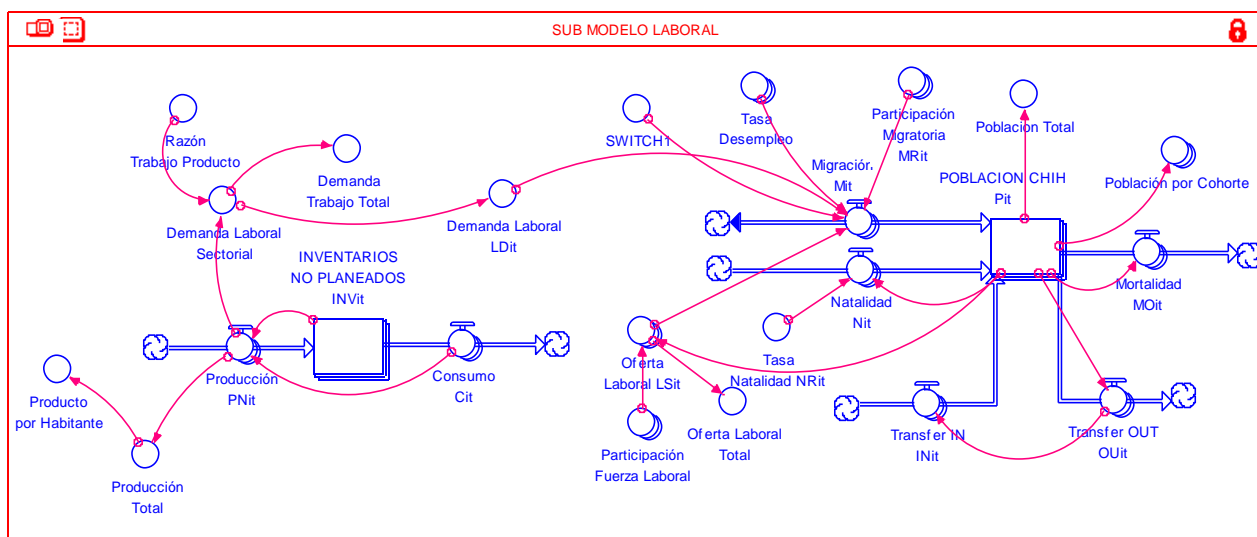 SUB MODELO LABORAL
Razón
Trabajo Producto
Demanda
Trabajo Total
Demanda Laboral
Sectorial
Demanda Laboral
LDit
SWITCH1
Tasa
Desempleo
Participación
Migratoria
MRit
Migración.
Mit
Poblacion Total
POBLACION CHIH
Pit
Población por Cohorte
INVENTARIOS
NO PLANEADOS
INVit
Natalidad
Nit
Mortalidad
MOit
Producción
PNit
Consumo
Cit
Oferta
Laboral LSit
Tasa
Natalidad NRit
Producto
por Habitante
Oferta Laboral
Total
Transfer IN
INit
Transfer OUT
OUit
Participación
Fuerza Laboral
Producción
Total